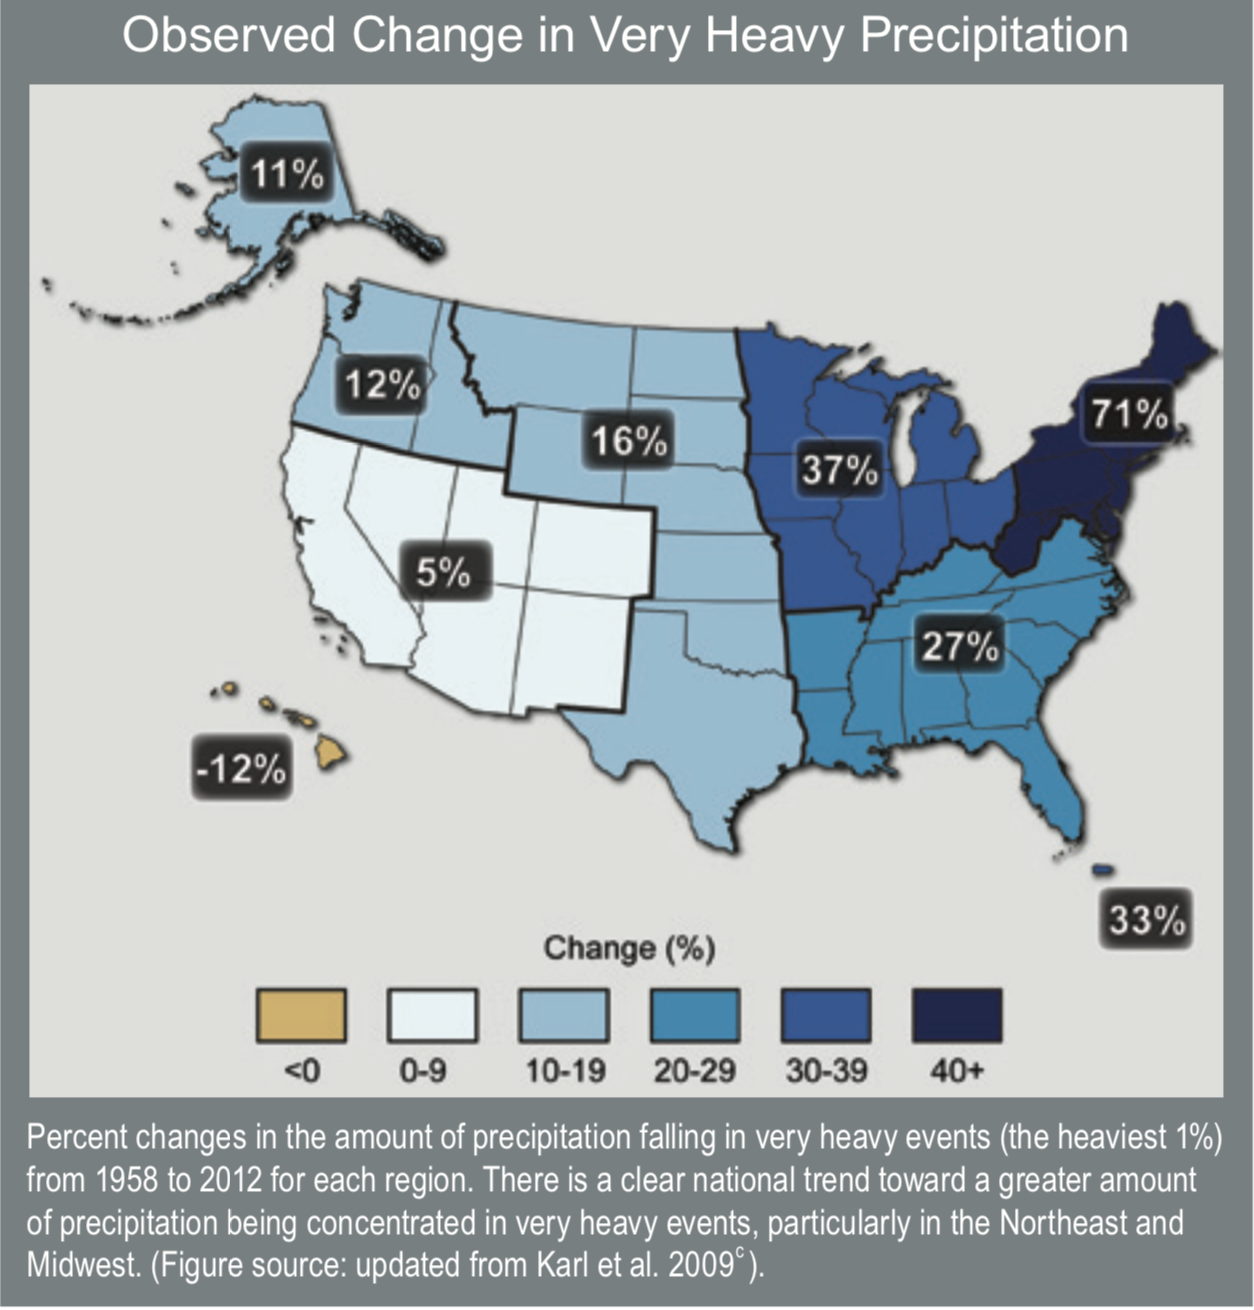 Observed Change in Very Heavy Precipitation
11%
12%
16%
71%
37%
5%
27%
-12%
33%
Change (%)
<0 0-9 10-19 20-29 30-39 40+
Percent changes in the amount of precipitation falling in very heavy events (the heaviest 1%)
from 1958 to 2012 for each region. There is a clear national trend toward a greater amount
of precipitation being concentrated in very heavy events, particularly in the Northeast and
Midwest. (Figure source: updated from Karl et al. 2009ᶜ).